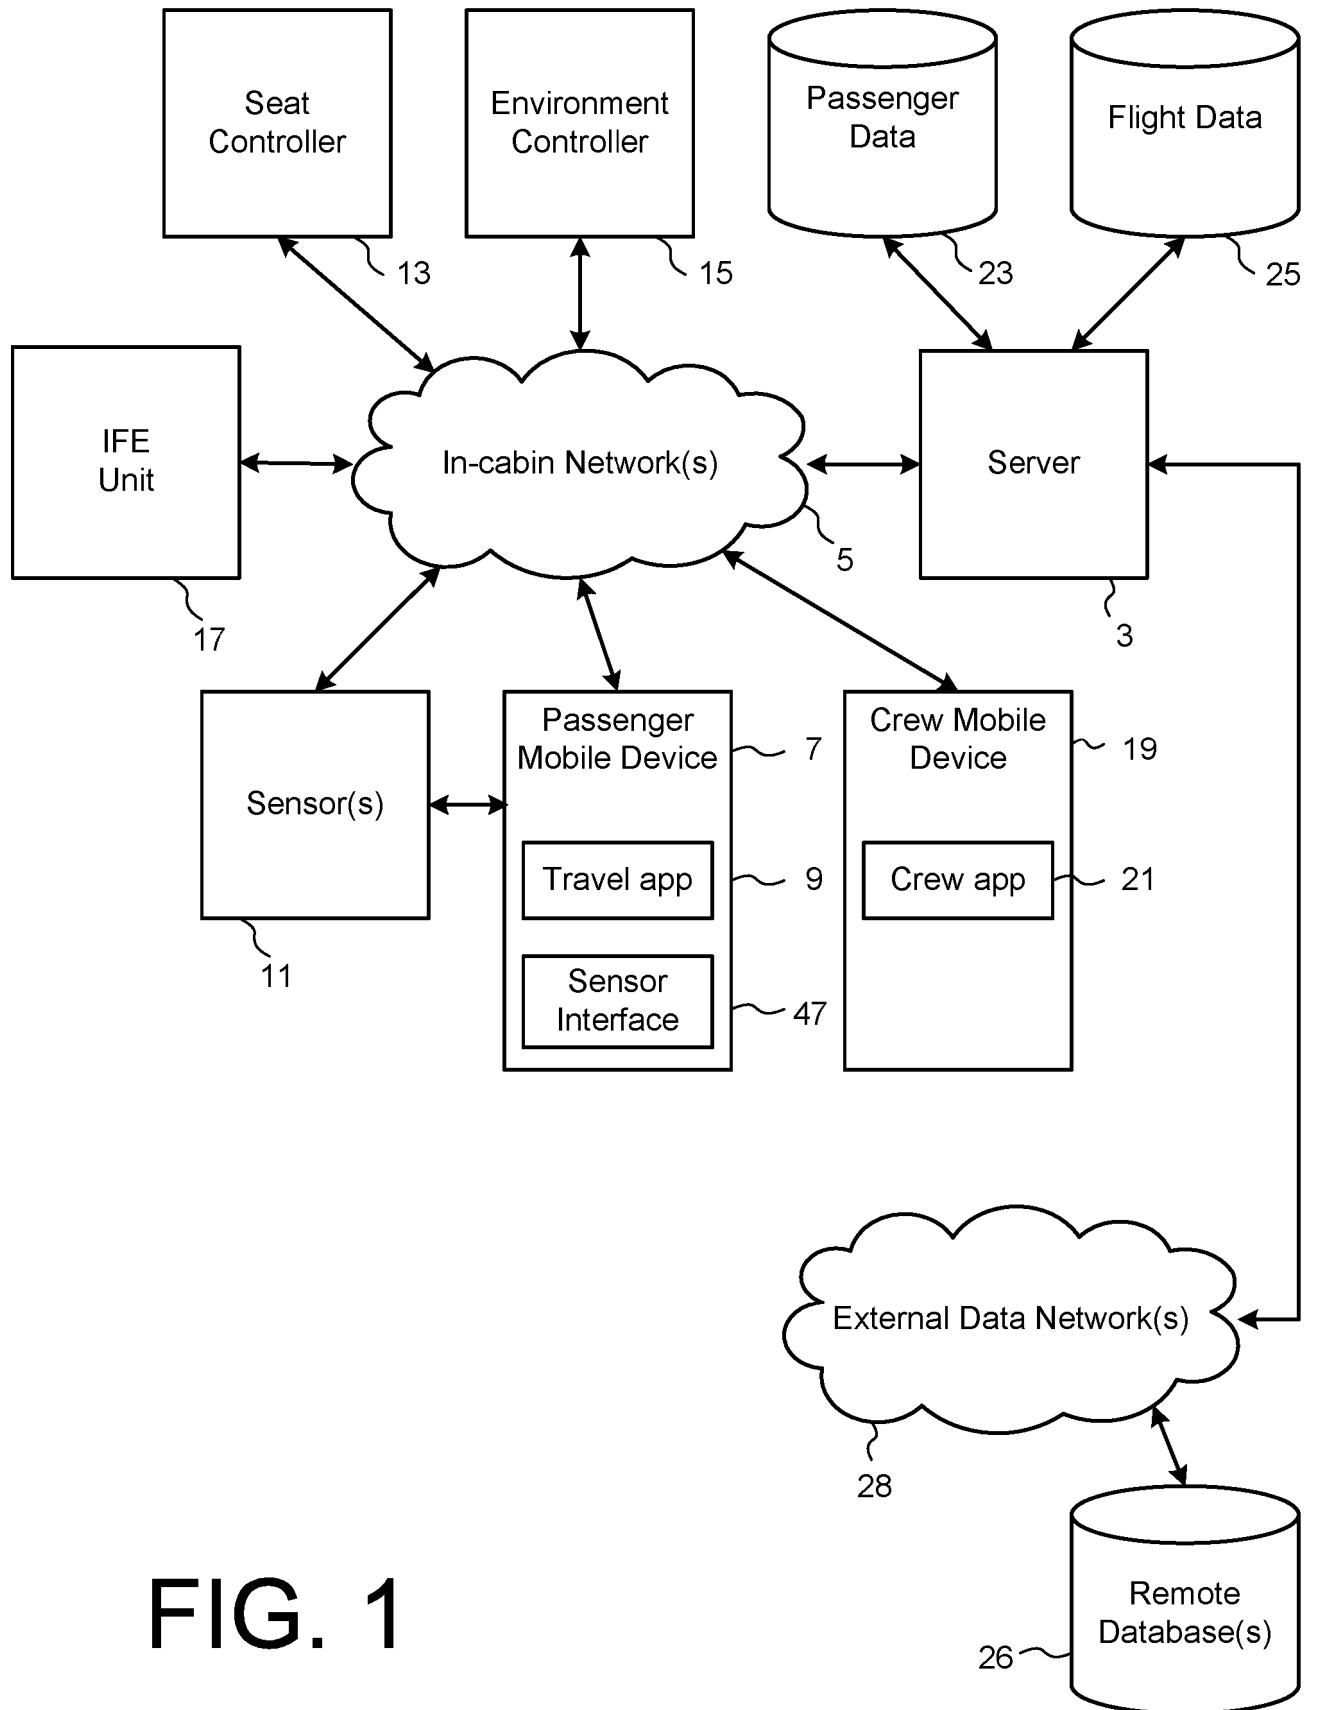 Seat
Controller
13
Environment
Controller
15
Passenger
Data
23
Flight Data
25
IFE
Unit
17
In-cabin Network(s)
5
Server
3
Sensor(s)
11
Passenger
Mobile Device
7
Travel app
9
Sensor
Interface
47
Crew Mobile
Device
19
Crew app
21
External Data Network(s)
28
Remote
Database(s)
26
FIG. 1